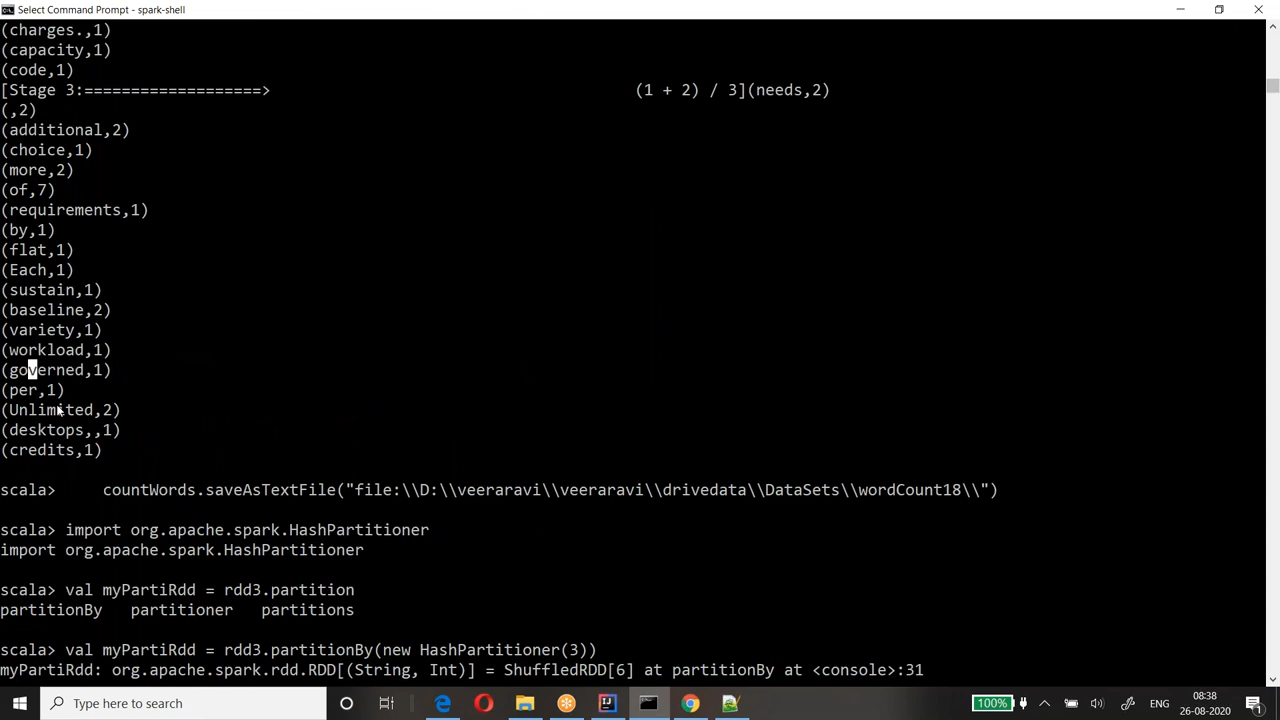 Select Command Prompt - spark-shell
(charges.,1)
(capacity,1)
(code,1)
[Stage 3:===================> (1 + 2) / 3](needs,2)
(,2)
(additional,2)
(choice,1)
(more,2)
(of,7)
(requirements,1)
(by,1)
(flat,1)
(Each,1)
(sustain,1)
(baseline,2)
(variety,1)
(workload,1)
(governed,1)
(per,1)
(Unlimited,2)
(desktops,,1)
(credits,1)
scala>     countWords.saveAsTextFile("file:\\D:\\veeraravi\\veeraravi\\drivedata\\DataSets\\wordCount18\\")
scala> import org.apache.spark.HashPartitioner
import org.apache.spark.HashPartitioner
scala> val myPartiRdd = rdd3.partition
partitionBy   partitioner   partitions
scala> val myPartiRdd = rdd3.partitionBy(new HashPartitioner(3))
myPartiRdd: org.apache.spark.rdd.RDD[(String, Int)] = ShuffledRDD[6] at partitionBy at <console>:31
Type here to search
100%
ENG
08:38
26-08-2020
1